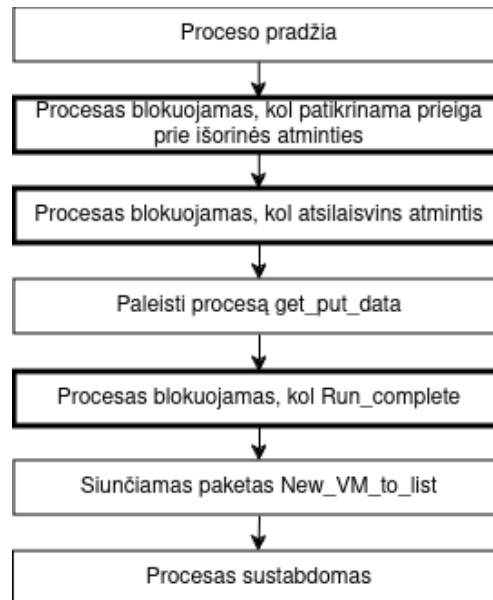 Proceso pradžia
Procesas blokuojamas, kol patikrinama prieiga
prie išorinės atminties
Procesas blokuojamas, kol atsilaisvins atmintis
Paleisti procesą get_put_data
Procesas blokuojamas, kol Run_complete
Siunčiamas paketas New_VM_to_list
Procesas sustabdomas